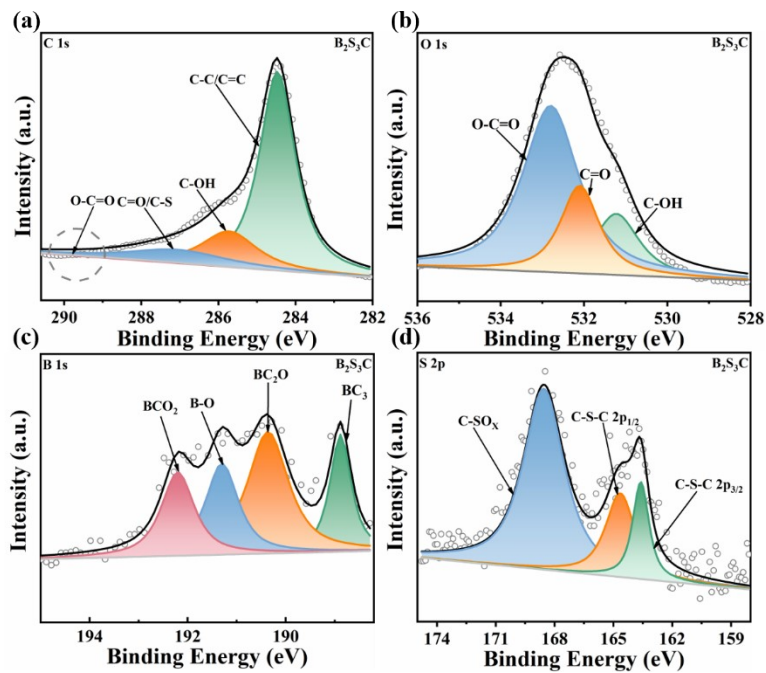 (a)
C 1s
B₂S₃C
C-C/C=C
C-OH
C=O/C-S
O-C=O
Intensity (a.u.)
290 288 286 284 282
Binding Energy (eV)
(b)
O 1s
B₂S₃C
O-C=O
C=O
C-OH
Intensity (a.u.)
536 534 532 530 528
Binding Energy (eV)
(c)
B 1s
B₂S₃C
BCO₂
B-O
BC₂O
BC₃
Intensity (a.u.)
194 192 190
Binding Energy (eV)
(d)
S 2p
B₂S₃C
C-SOₓ
C-S-C 2p₁/₂
C-S-C 2p₃/₂
Intensity (a.u.)
174 171 168 165 162 159
Binding Energy (eV)